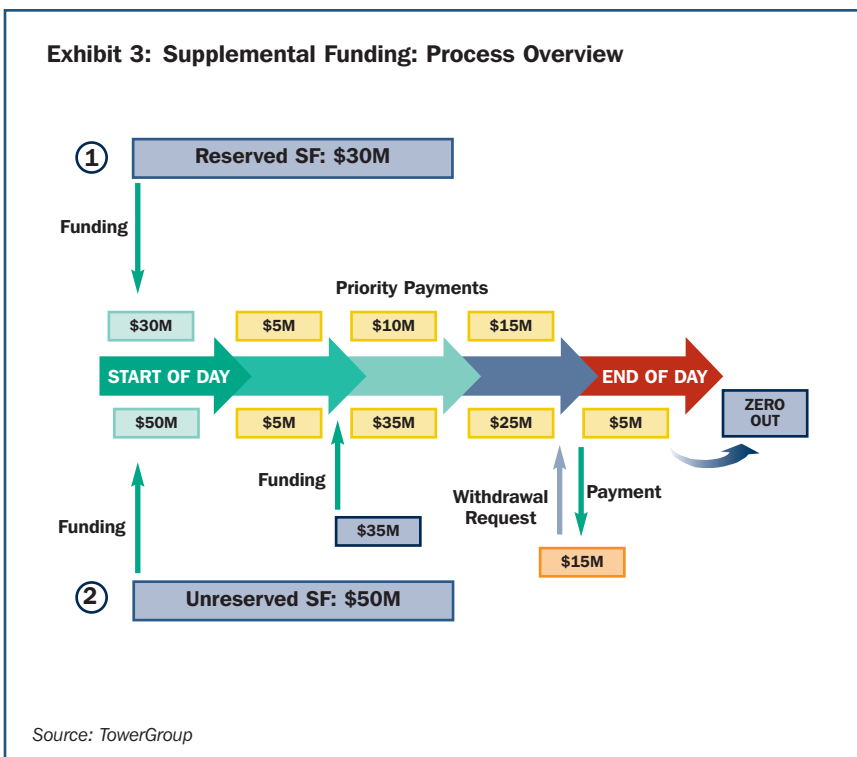 Exhibit 3: Supplemental Funding: Process Overview
1
Reserved SF: $30M
Funding
Priority Payments
$30M
$5M
$10M
$15M
START OF DAY
END OF DAY
$50M
$5M
$35M
$25M
$5M
ZERO
OUT
Funding
Funding
$35M
Withdrawal
Request
Payment
$15M
2
Unreserved SF: $50M
Source: TowerGroup